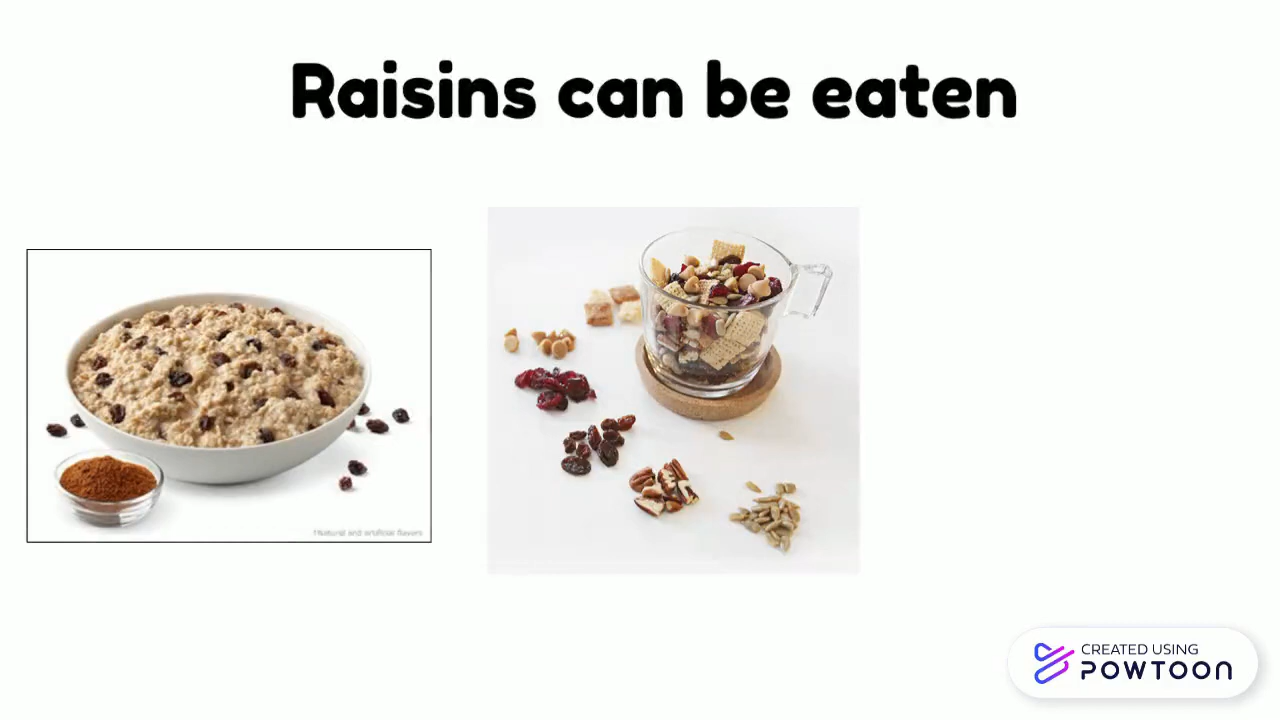 Raisins can be eaten
†Natural and artificial flavors
CREATED USING
POWTOON